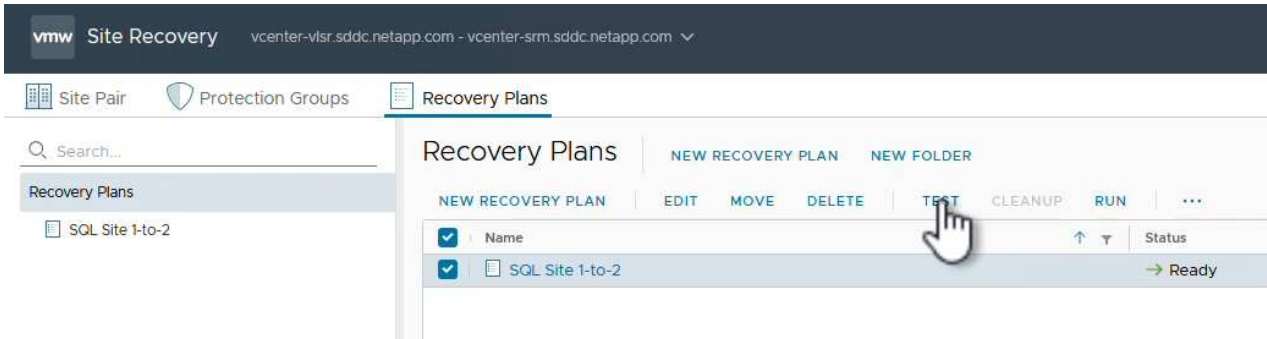 vmw Site Recovery vcenter-vlsr.sddc.netapp.com - vcenter-srm.sddc.netapp.com
Site Pair Protection Groups Recovery Plans
Search...
Recovery Plans
SQL Site 1-to-2
Recovery Plans NEW RECOVERY PLAN NEW FOLDER
NEW RECOVERY PLAN EDIT MOVE DELETE TEST CLEANUP RUN ...
Name Status
SQL Site 1-to-2 Ready